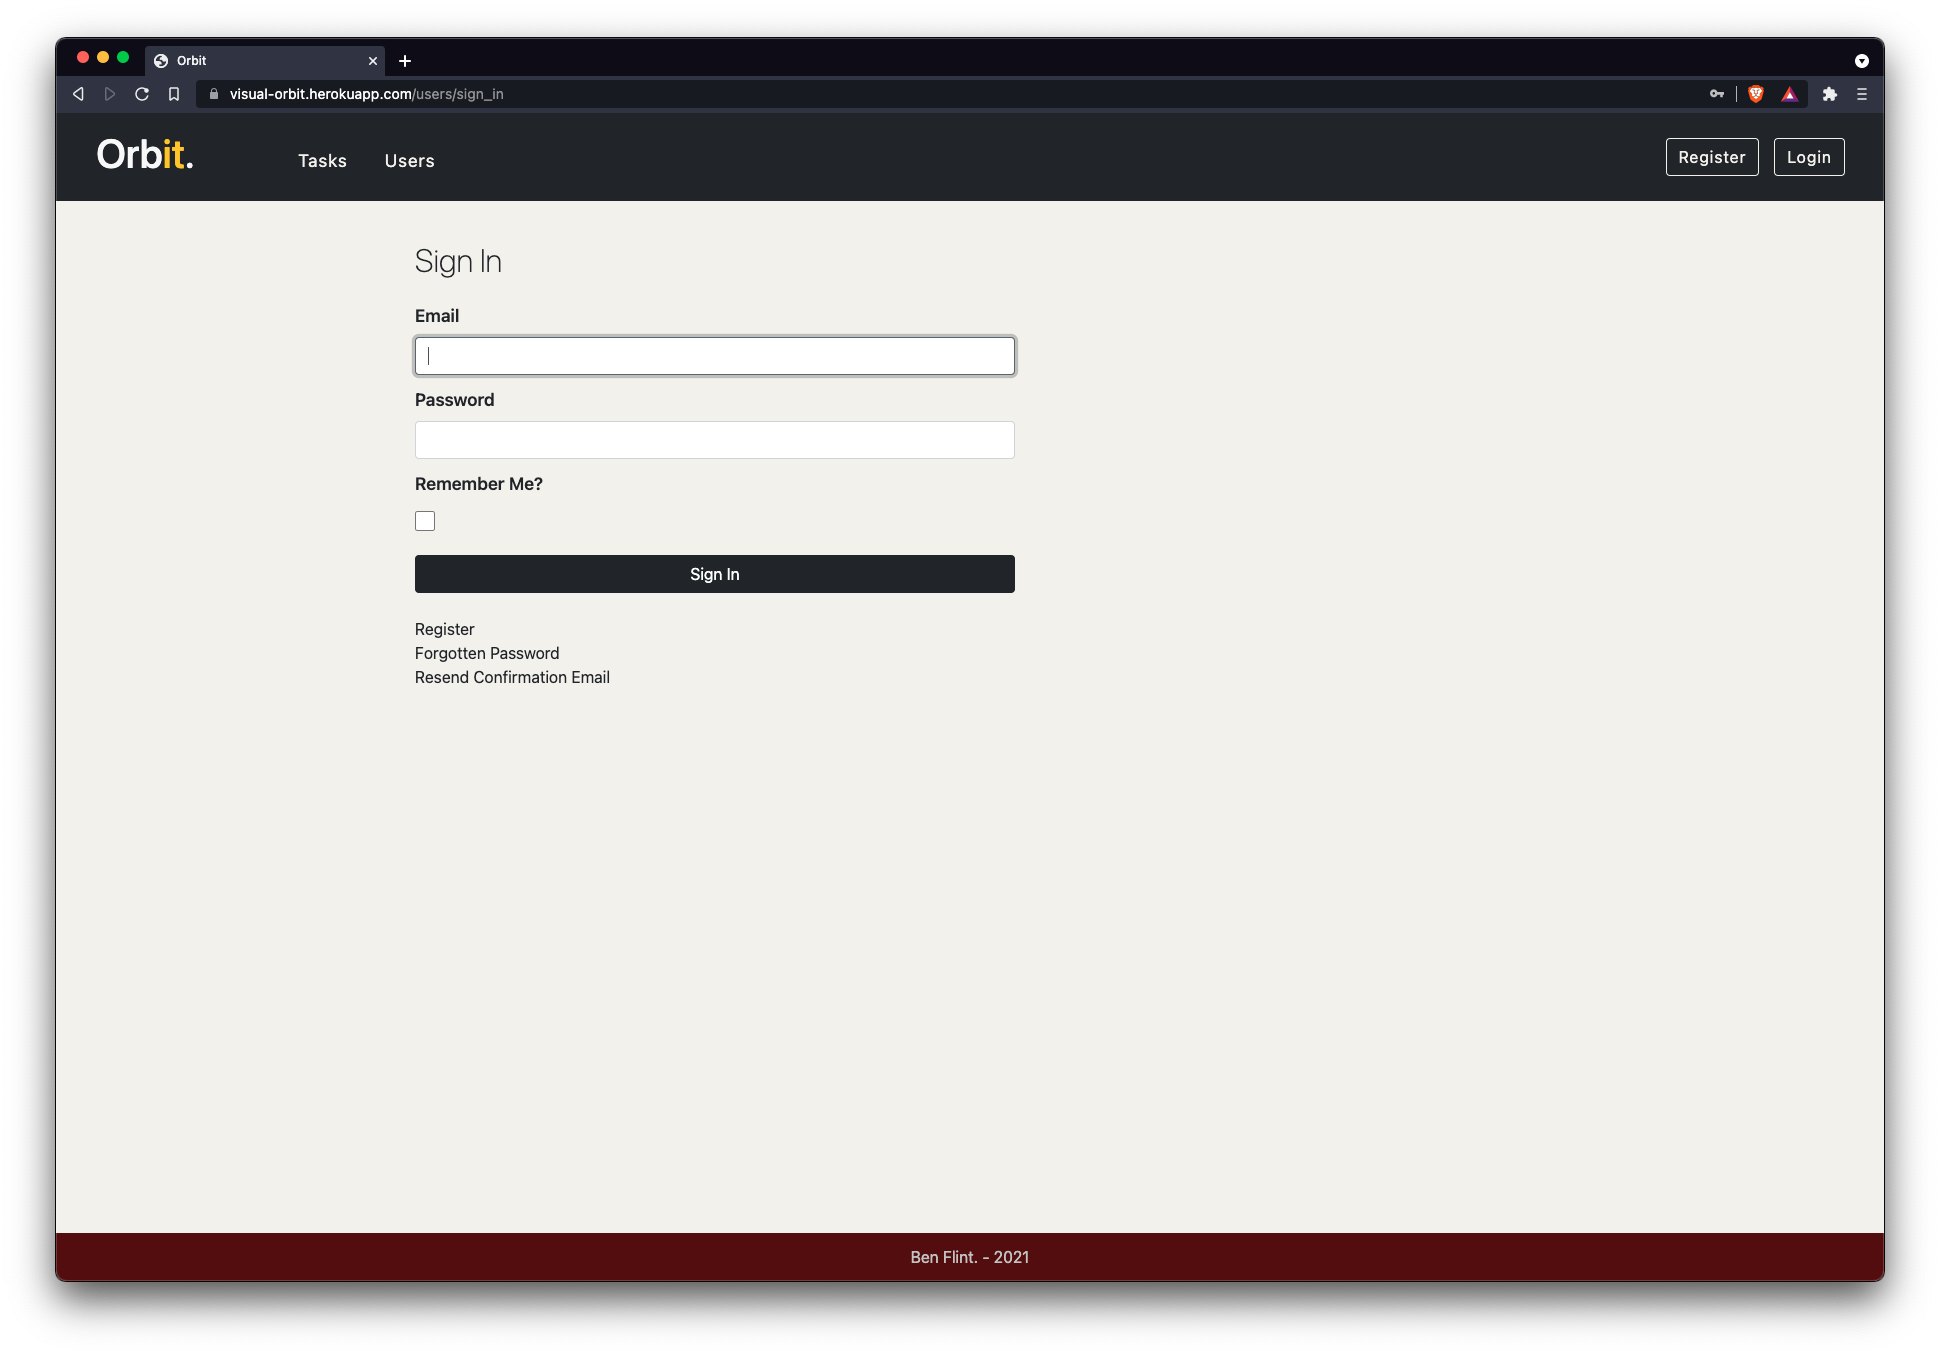 Orbit
visual-orbit.herokuapp.com/users/sign_in
Orbit.
Tasks
Users
Register
Login
Sign In
Email
Password
Remember Me?
Sign In
Register
Forgotten Password
Resend Confirmation Email
Ben Flint. - 2021